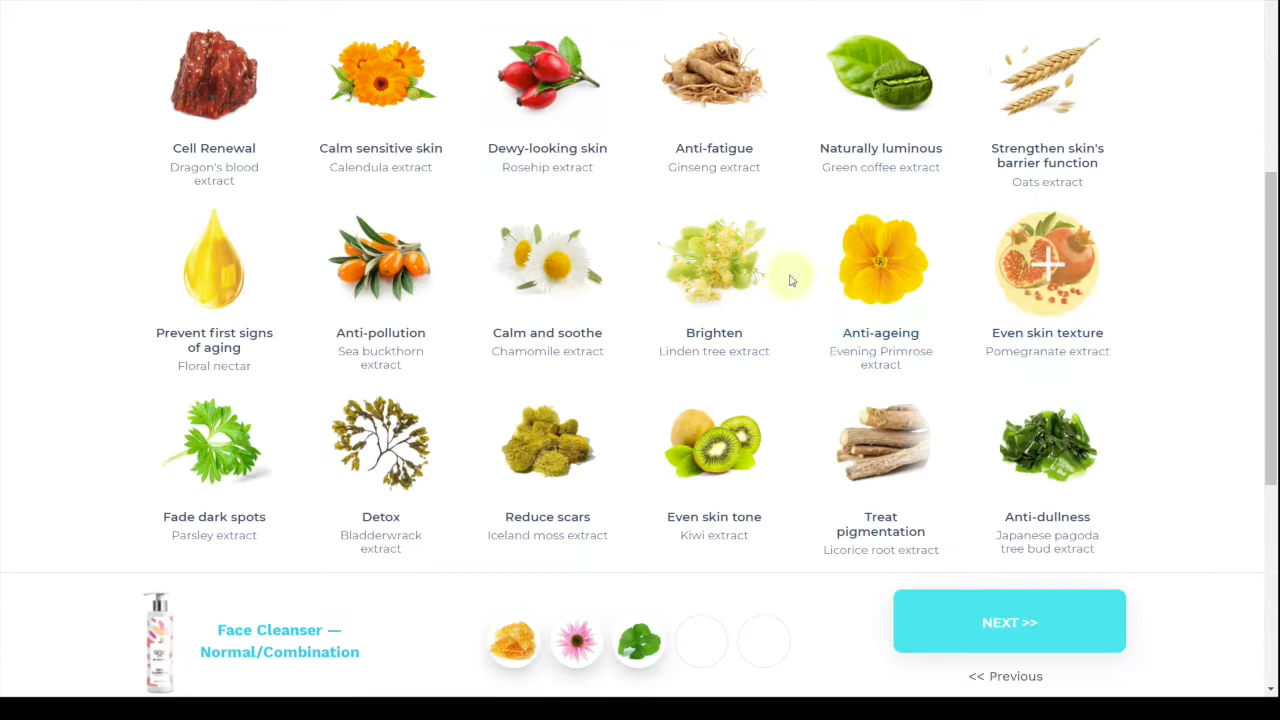 Cell Renewal
Dragon's blood
extract
Calm sensitive skin
Calendula extract
Dewy-looking skin
Rosehip extract
Anti-fatigue
Ginseng extract
Naturally luminous
Green coffee extract
Strengthen skin's
barrier function
Oats extract
Prevent first signs
of aging
Floral nectar
Anti-pollution
Sea buckthorn
extract
Calm and soothe
Chamomile extract
Brighten
Linden tree extract
Anti-ageing
Evening Primrose
extract
Even skin texture
Pomegranate extract
Fade dark spots
Parsley extract
Detox
Bladderwrack
extract
Reduce scars
Iceland moss extract
Even skin tone
Kiwi extract
Treat
pigmentation
Licorice root extract
Anti-dullness
Japanese pagoda
tree bud extract
Face Cleanser —
Normal/Combination
NEXT >>
<< Previous